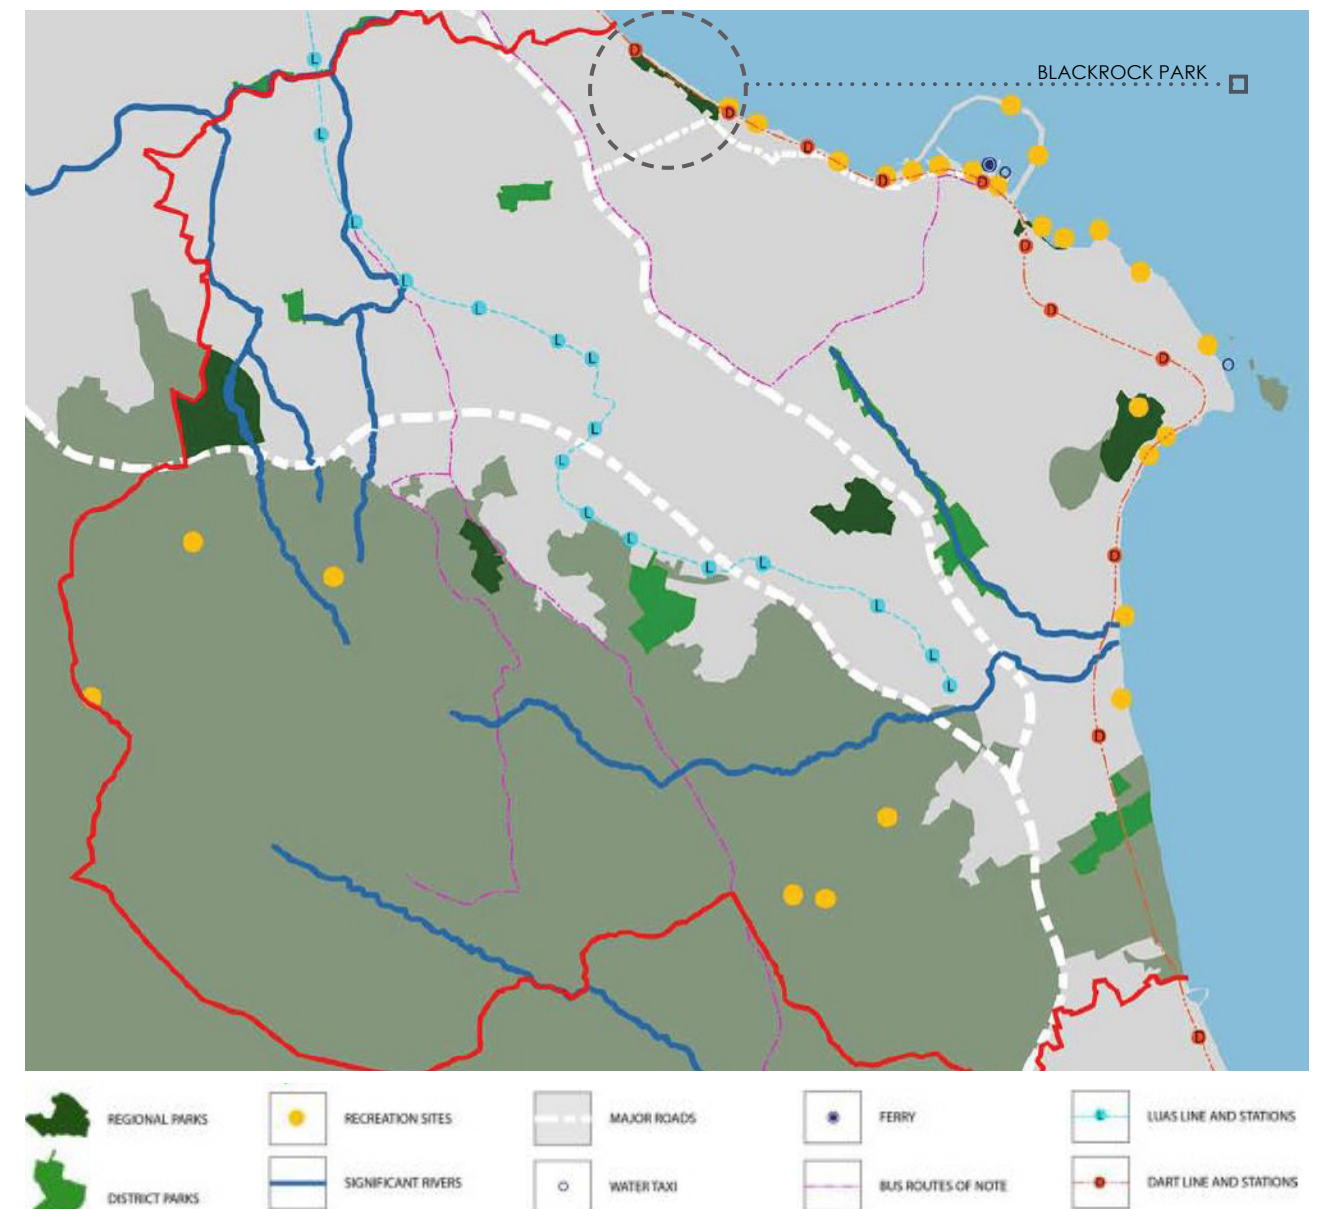 BLACKROCK PARK
L
D
D
L
D
D
D
L
D
L
D
L
L
D
L
D
L
L
L
L
D
L
L
L
L
L
D
D
REGIONAL PARKS
RECREATION SITES
MAJOR ROADS
FERRY
L
LUAS LINE AND STATIONS
DISTRICT PARKS
SIGNIFICANT RIVERS
WATER TAXI
BUS ROUTES OF NOTE
D
DART LINE AND STATIONS